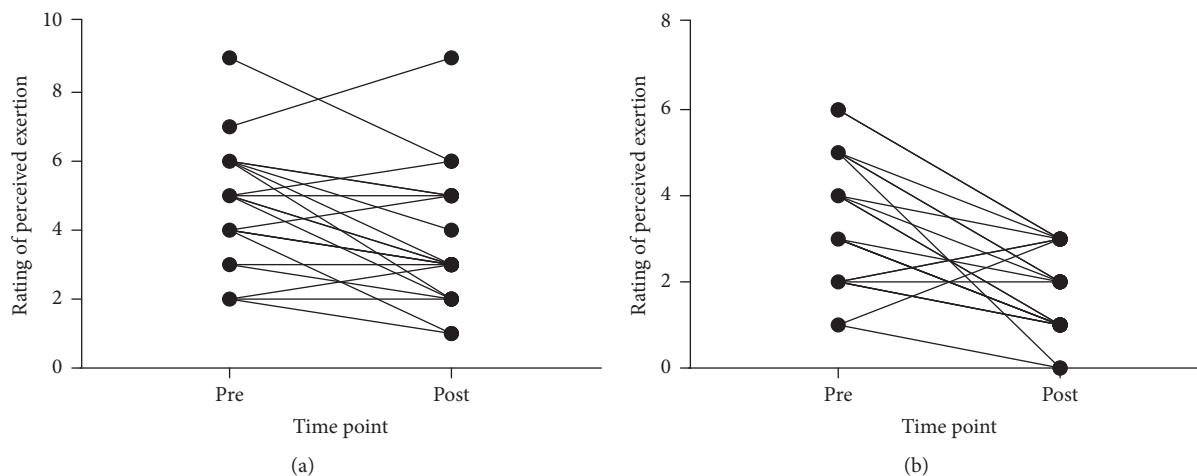 10
8
6
4
2
0
Rating of perceived exertion
Pre
Post
Time point
(a)
8
6
4
2
0
Rating of perceived exertion
Pre
Post
Time point
(b)